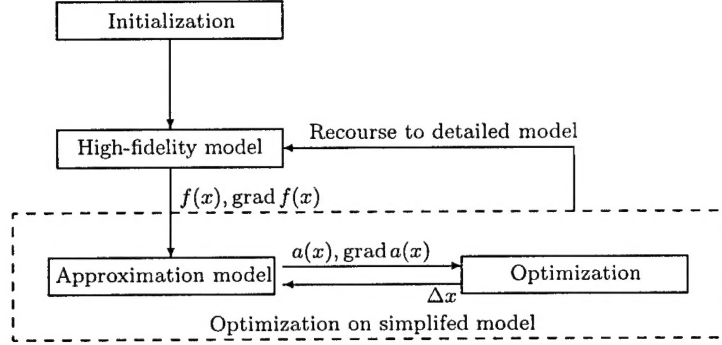 Initialization
Recourse to detailed model
High-fidelity model
f(x), grad f(x)
a(x), grad a(x)
Approximation model
Optimization
Δx
Optimization on simplifed model